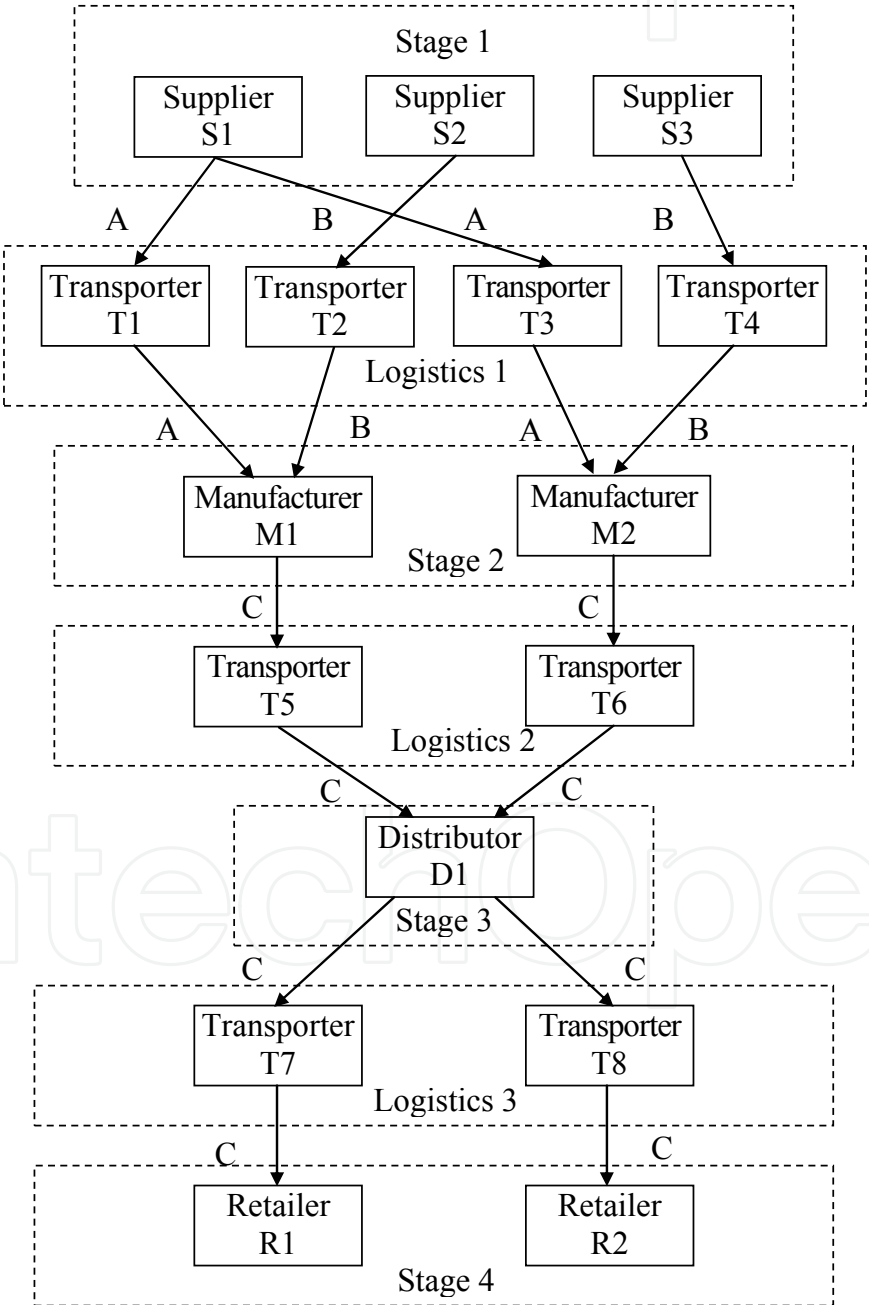 Stage 1
Supplier
S1
Supplier
S2
Supplier
S3
A
B
A
B
Transporter
T1
Transporter
T2
Transporter
T3
Transporter
T4
Logistics 1
A
B
A
B
Manufacturer
M1
Manufacturer
M2
Stage 2
C
C
Transporter
T5
Transporter
T6
Logistics 2
C
C
Distributor
D1
Stage 3
C
C
Transporter
T7
Transporter
T8
Logistics 3
C
C
Retailer
R1
Retailer
R2
Stage 4